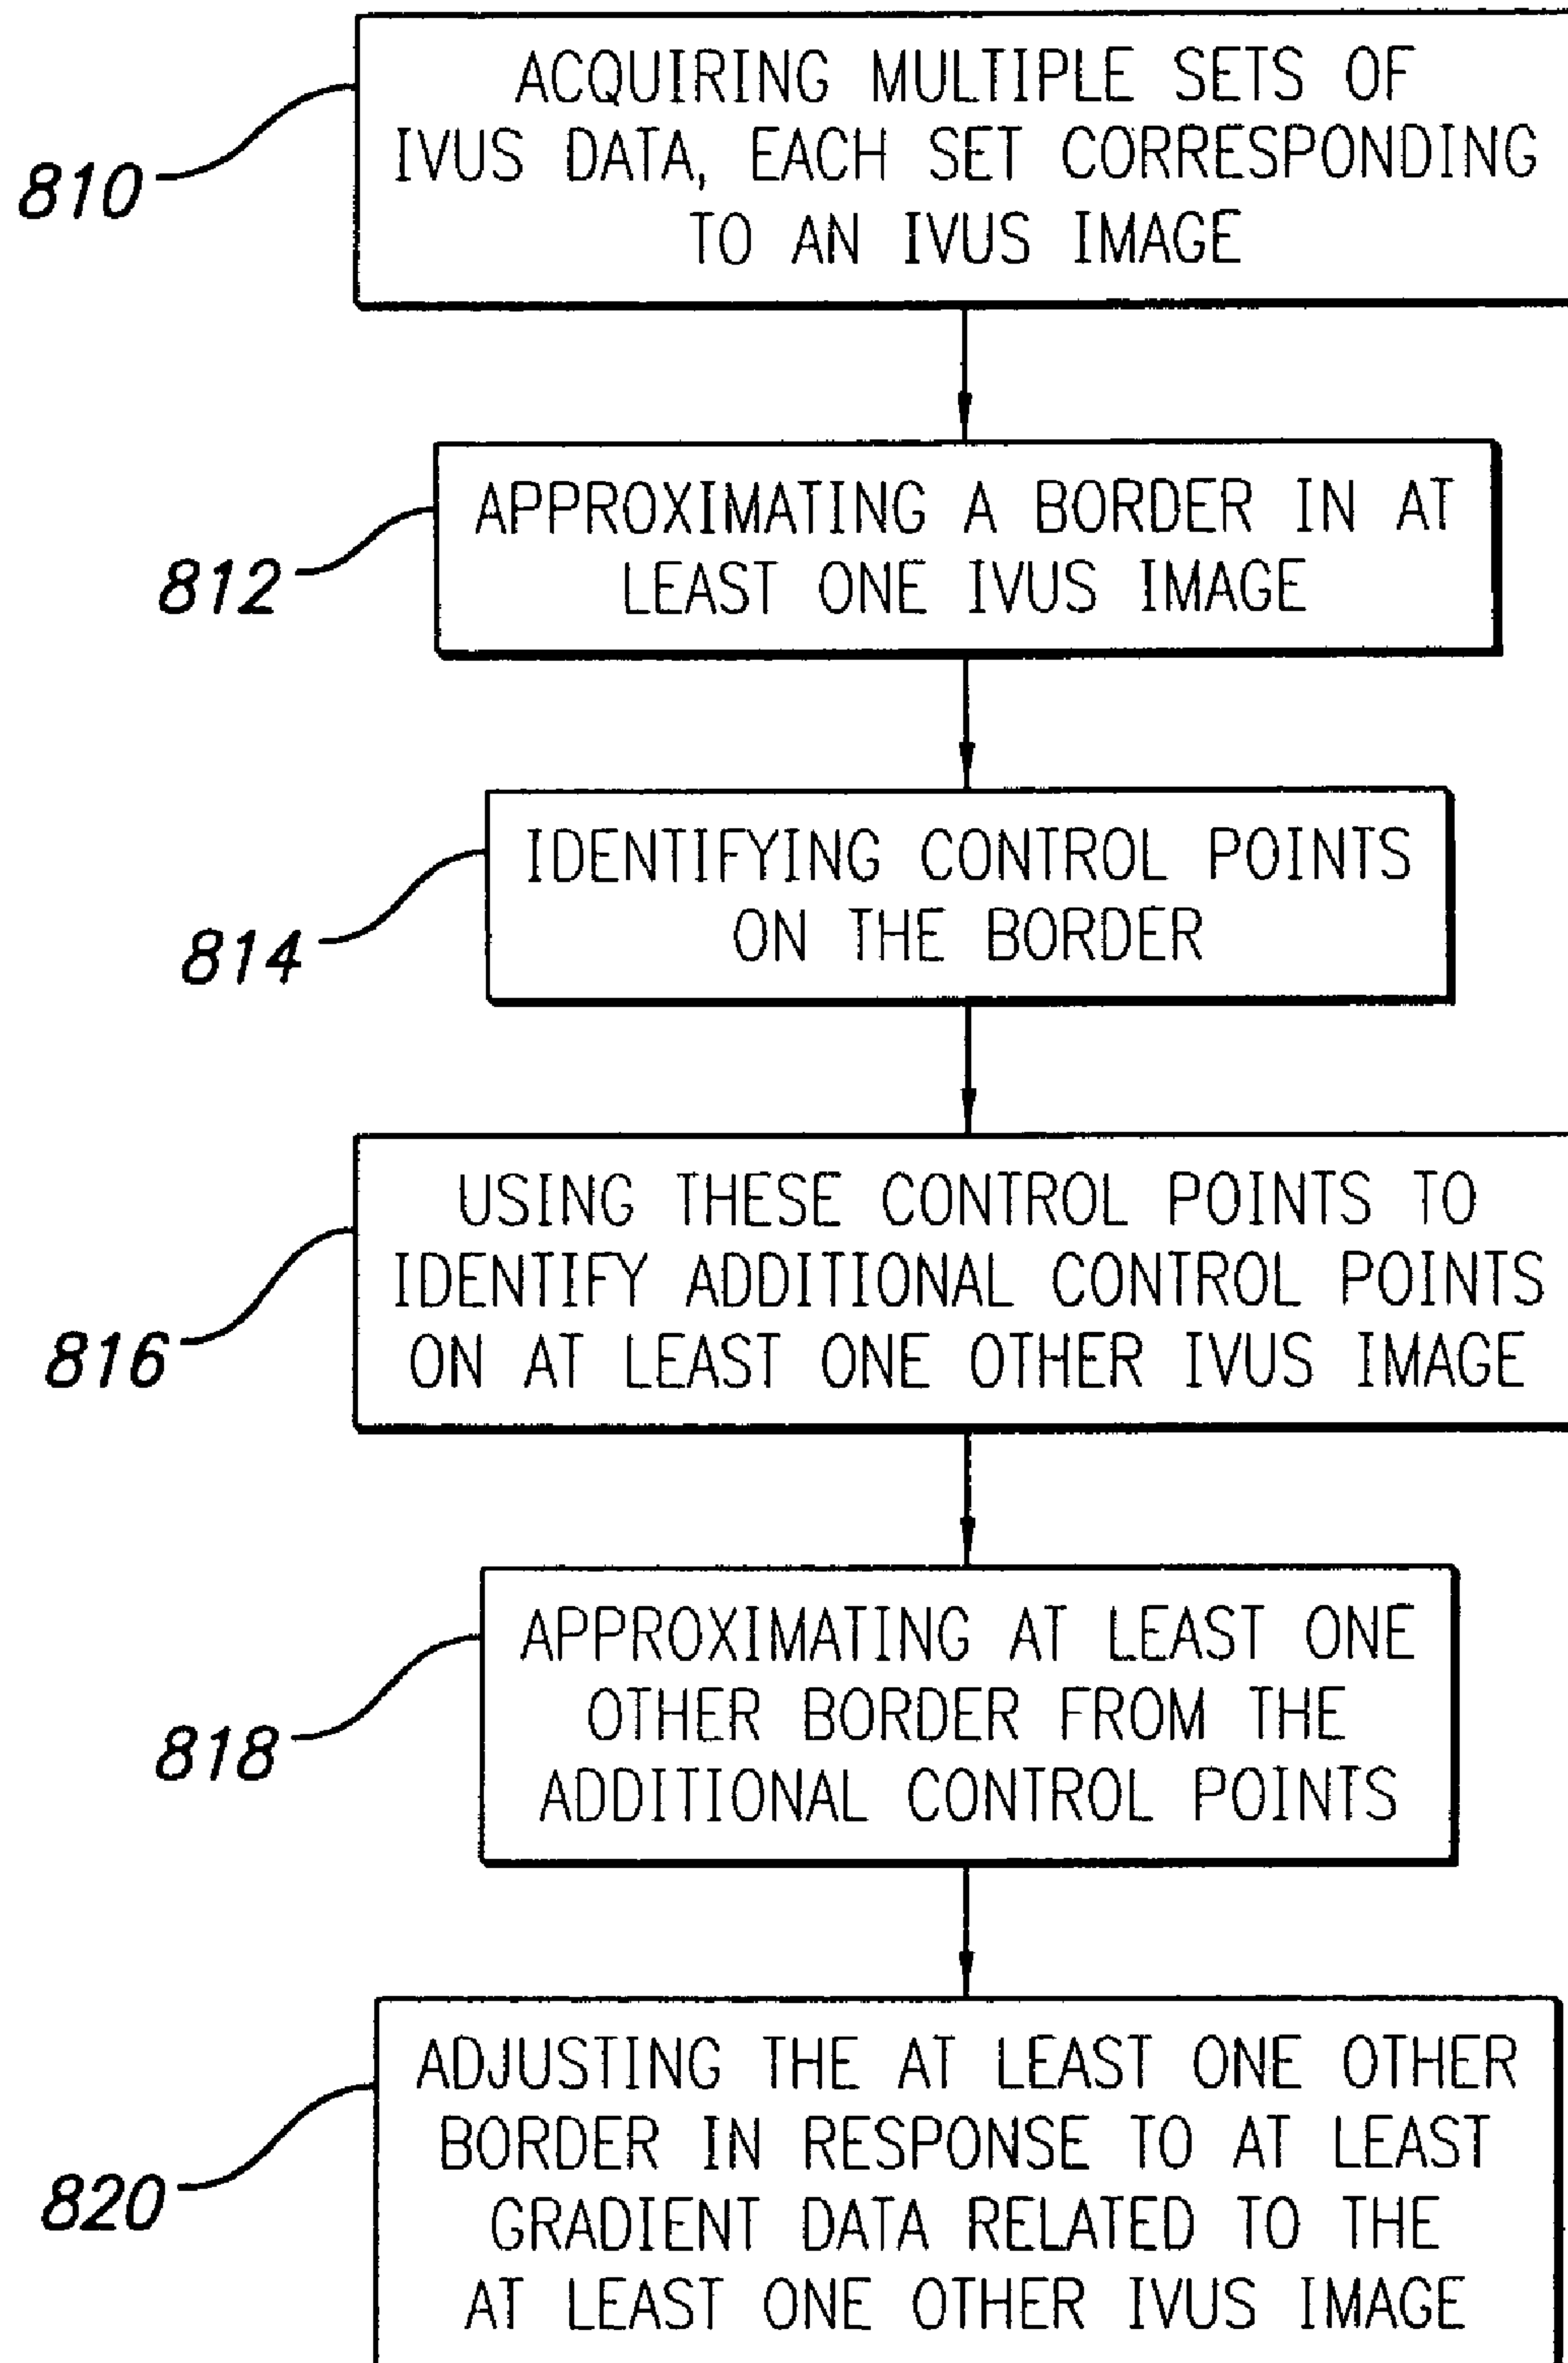 810
ACQUIRING MULTIPLE SETS OF
IVUS DATA, EACH SET CORRESPONDING
TO AN IVUS IMAGE
812
APPROXIMATING A BORDER IN AT
LEAST ONE IVUS IMAGE
814
IDENTIFYING CONTROL POINTS
ON THE BORDER
816
USING THESE CONTROL POINTS TO
IDENTIFY ADDITIONAL CONTROL POINTS
ON AT LEAST ONE OTHER IVUS IMAGE
818
APPROXIMATING AT LEAST ONE
OTHER BORDER FROM THE
ADDITIONAL CONTROL POINTS
820
ADJUSTING THE AT LEAST ONE OTHER
BORDER IN RESPONSE TO AT LEAST
GRADIENT DATA RELATED TO THE
AT LEAST ONE OTHER IVUS IMAGE